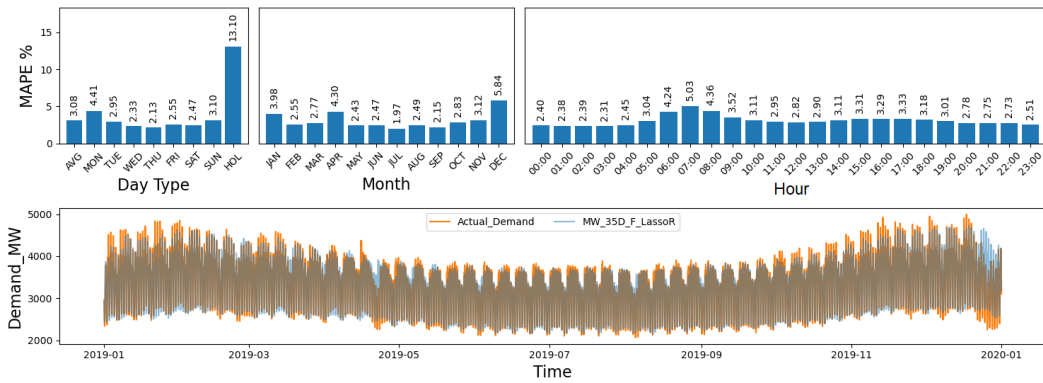 MAPE %
15
10
5
0
3.08
4.41
2.95
2.33
2.13
2.55
2.47
3.10
13.10
AVG
MON
TUE
WED
THU
FRI
SAT
SUN
HOL
Day Type
3.98
2.55
2.77
4.30
2.43
2.47
1.97
2.49
2.15
2.83
3.12
5.84
JAN
FEB
MAR
APR
MAY
JUN
JUL
AUG
SEP
OCT
NOV
DEC
Month
2.40
2.38
2.39
2.31
2.45
3.04
4.24
5.03
4.36
3.52
3.11
2.95
2.82
2.90
3.11
3.31
3.29
3.33
3.18
3.01
2.78
2.75
2.73
2.51
00:00
01:00
02:00
03:00
04:00
05:00
06:00
07:00
08:00
09:00
10:00
11:00
12:00
13:00
14:00
15:00
16:00
17:00
18:00
19:00
20:00
21:00
22:00
23:00
Hour
Demand_MW
5000
4000
3000
2000
Actual_Demand
MW_35D_F_LassoR
2019-01
2019-03
2019-05
2019-07
2019-09
2019-11
2020-01
Time